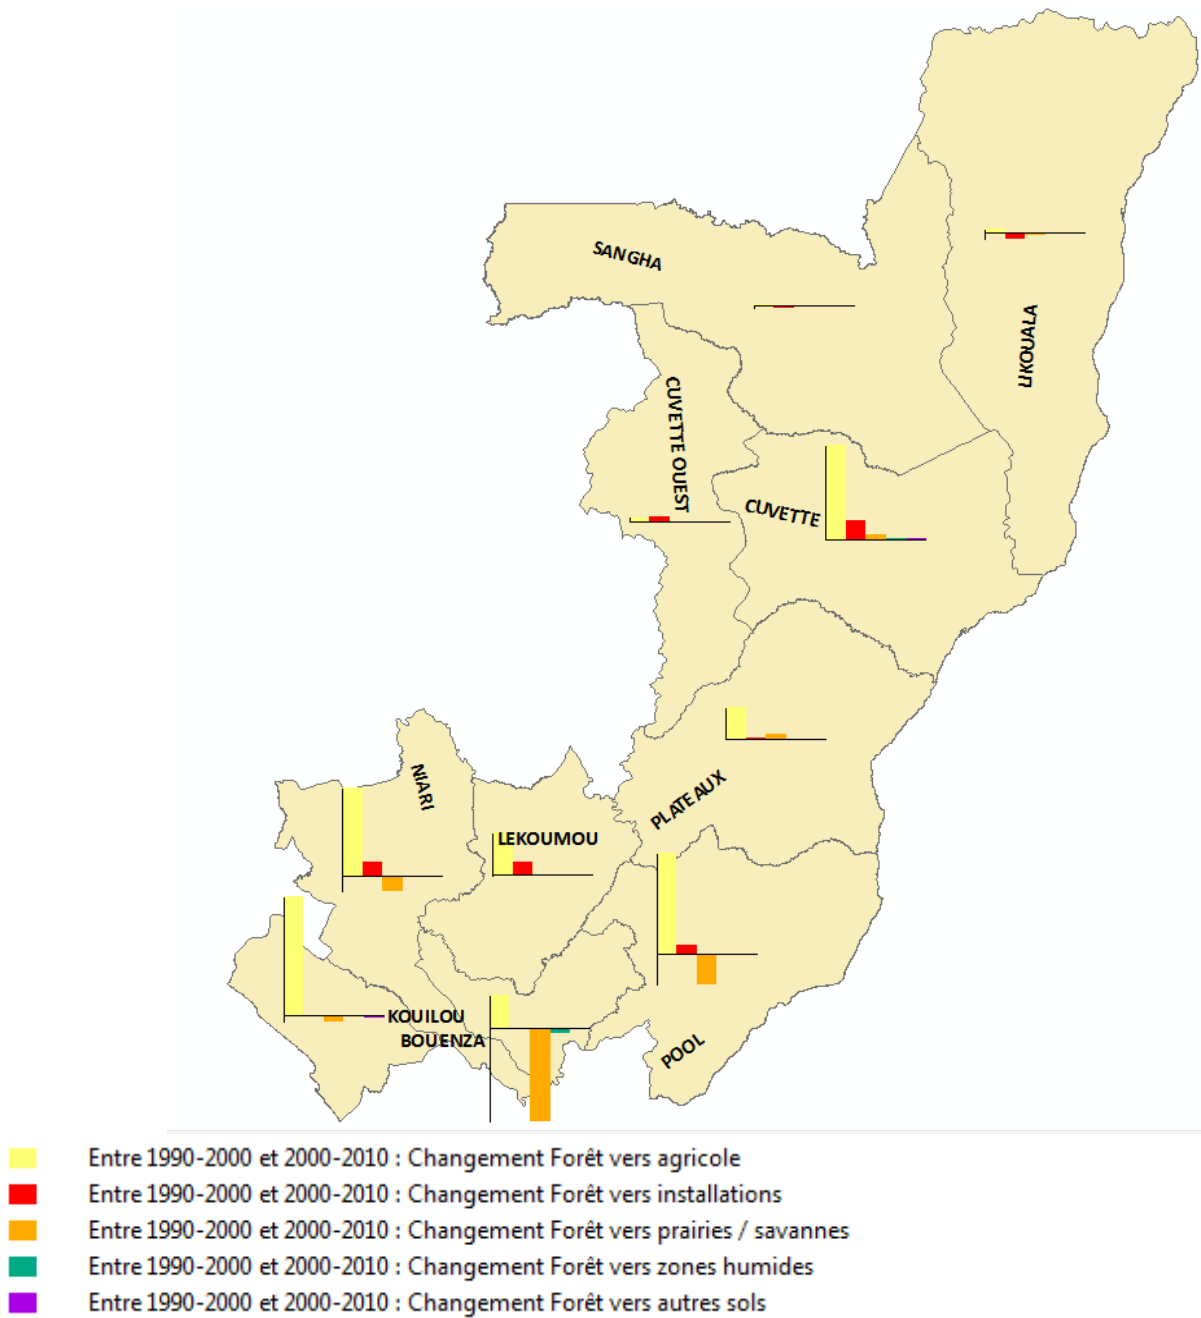 SANGHA
LIKOUALA
CUVETTE OUEST
CUVETTE
NIARI
PLATEAUX
LEKOUMOU
KOUILOU
BOUENZA
POOL
Entre 1990-2000 et 2000-2010 : Changement Forêt vers agricole
Entre 1990-2000 et 2000-2010 : Changement Forêt vers installations
Entre 1990-2000 et 2000-2010 : Changement Forêt vers prairies / savannes
Entre 1990-2000 et 2000-2010 : Changement Forêt vers zones humides
Entre 1990-2000 et 2000-2010 : Changement Forêt vers autres sols